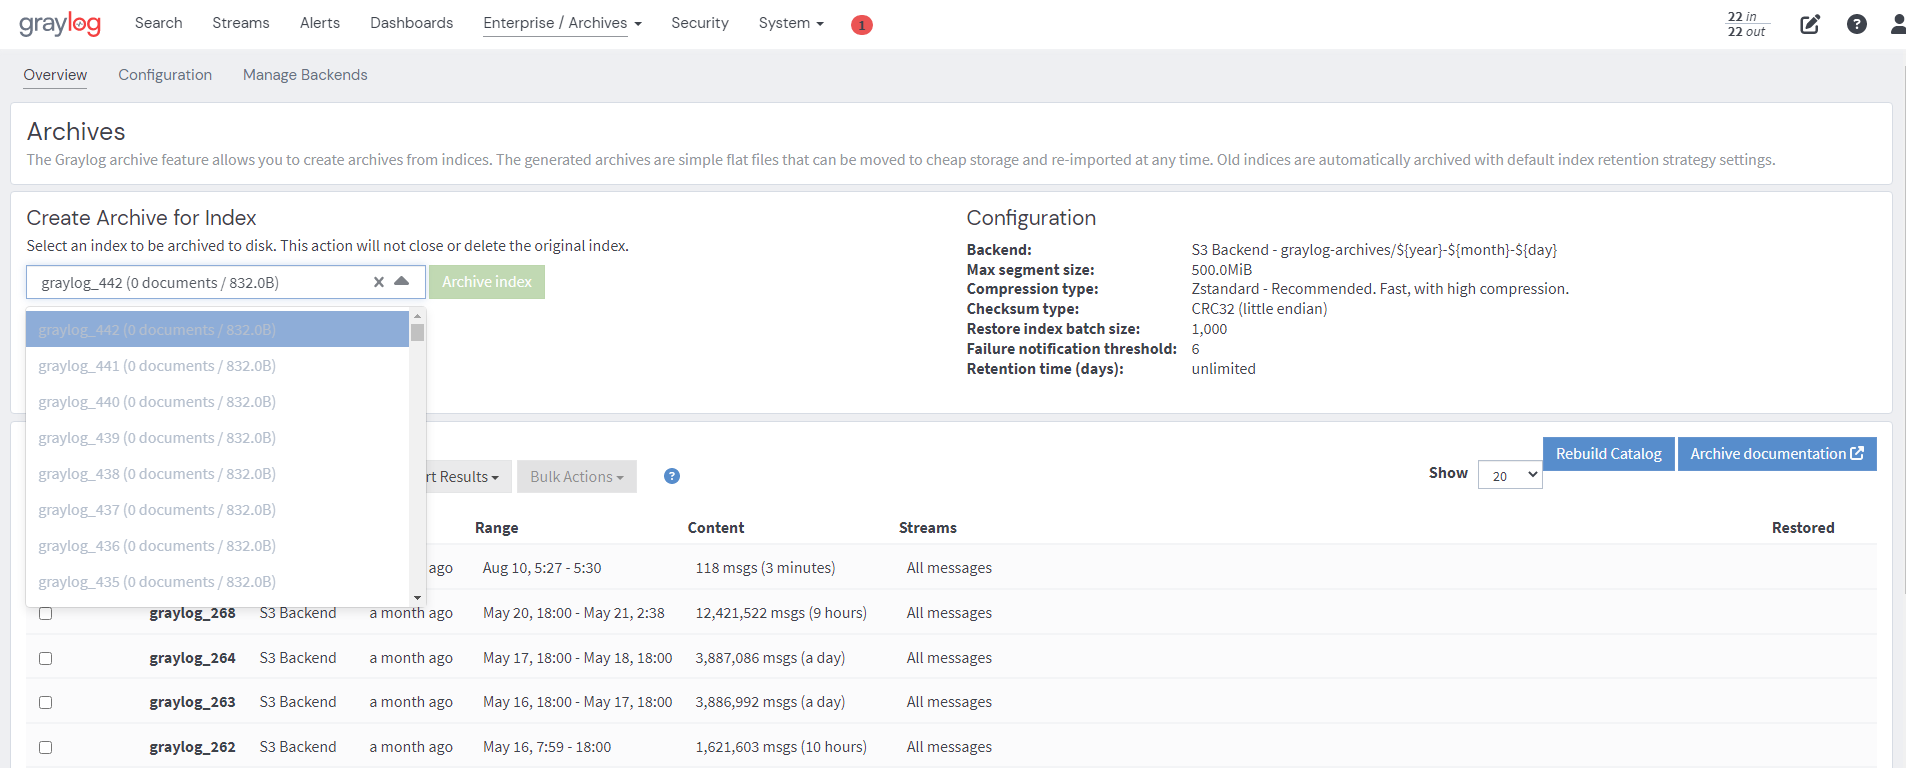 graylog Search Streams Alerts Dashboards Enterprise / Archives Security System 1 22 in
22 out
Overview Configuration Manage Backends
Archives
The Graylog archive feature allows you to create archives from indices. The generated archives are simple flat files that can be moved to cheap storage and re-imported at any time. Old indices are automatically archived with default index retention strategy settings.
Create Archive for Index
Select an index to be archived to disk. This action will not close or delete the original index.
graylog_442 (0 documents / 832.0B) Archive index
graylog_442 (0 documents / 832.0B)
graylog_441 (0 documents / 832.0B)
graylog_440 (0 documents / 832.0B)
graylog_439 (0 documents / 832.0B)
graylog_438 (0 documents / 832.0B)
graylog_437 (0 documents / 832.0B)
graylog_436 (0 documents / 832.0B)
graylog_435 (0 documents / 832.0B)
Configuration
Backend: S3 Backend - graylog-archives/${year}-${month}-${day}
Max segment size: 500.0MiB
Compression type: Zstandard - Recommended. Fast, with high compression.
Checksum type: CRC32 (little endian)
Restore index batch size: 1,000
Failure notification threshold: 6
Retention time (days): unlimited
rt Results Bulk Actions ? Show 20 Rebuild Catalog Archive documentation
Range Content Streams Restored
ago Aug 10, 5:27 - 5:30 118 msgs (3 minutes) All messages
graylog_268 S3 Backend a month ago May 20, 18:00 - May 21, 2:38 12,421,522 msgs (9 hours) All messages
graylog_264 S3 Backend a month ago May 17, 18:00 - May 18, 18:00 3,887,086 msgs (a day) All messages
graylog_263 S3 Backend a month ago May 16, 18:00 - May 17, 18:00 3,886,992 msgs (a day) All messages
graylog_262 S3 Backend a month ago May 16, 7:59 - 18:00 1,621,603 msgs (10 hours) All messages